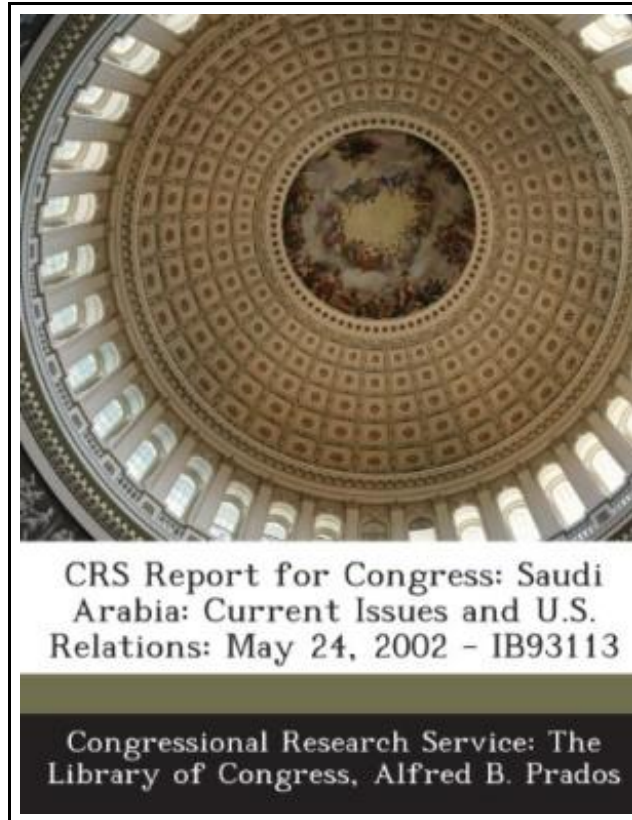 CRS Report for Congress: Saudi
Arabia: Current Issues and U.S.
Relations: May 24, 2002 - IB93113
Congressional Research Service: The
Library of Congress, Alfred B. Prados